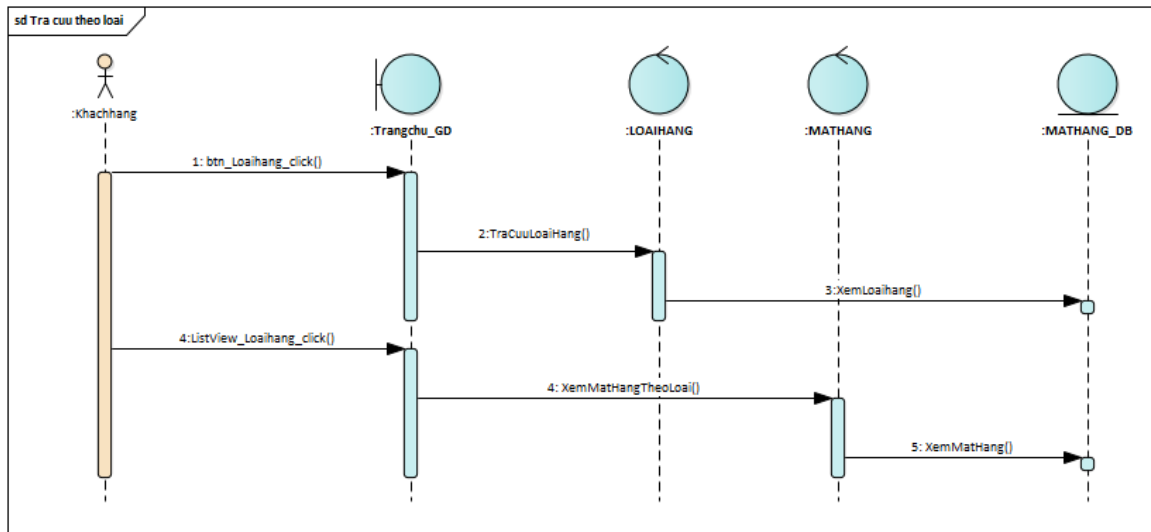 sd Tra cuu theo loai
:Khachhang
:Trangchu_GD
:LOAIHANG
:MATHANG
:MATHANG_DB
1: btn_Loaihang_click()
2:TraCuuLoaiHang()
3:XemLoaihang()
4:ListView_Loaihang_click()
4: XemMatHangTheoLoai()
5: XemMatHang()